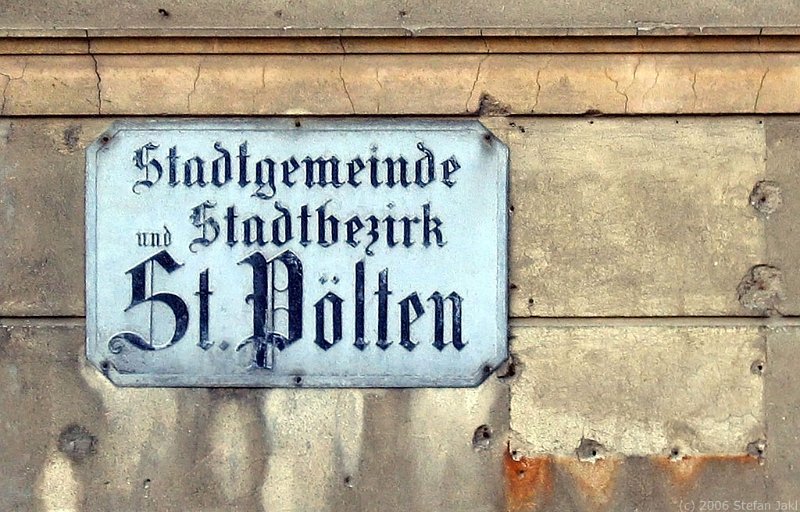 Stadtgemeinde
und Stadtbezirk
St. Pölten
(c) 2006 Stefan Jakl